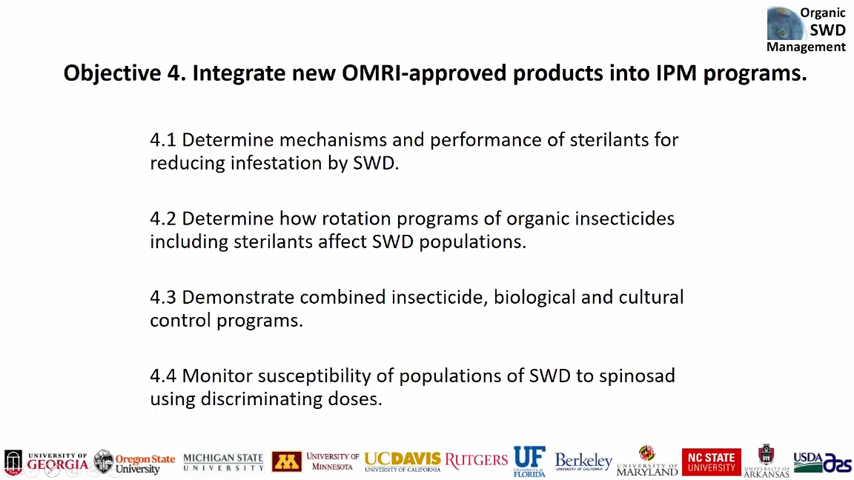 Organic
SWD
Management
Objective 4. Integrate new OMRI-approved products into IPM programs.
4.1 Determine mechanisms and performance of sterilants for
reducing infestation by SWD.
4.2 Determine how rotation programs of organic insecticides
including sterilants affect SWD populations.
4.3 Demonstrate combined insecticide, biological and cultural
control programs.
4.4 Monitor susceptibility of populations of SWD to spinosad
using discriminating doses.
UNIVERSITY OF
GEORGIA
Oregon State
University
MICHIGAN STATE
UNIVERSITY
M
UNIVERSITY OF
MINNESOTA
UCDAVIS
UNIVERSITY OF CALIFORNIA
RUTGERS
UF
UNIVERSITY of
FLORIDA
Berkeley
UNIVERSITY OF CALIFORNIA
UNIVERSITY OF
MARYLAND
NC STATE
UNIVERSITY
UNIVERSITY OF
ARKANSAS
USDA
ars